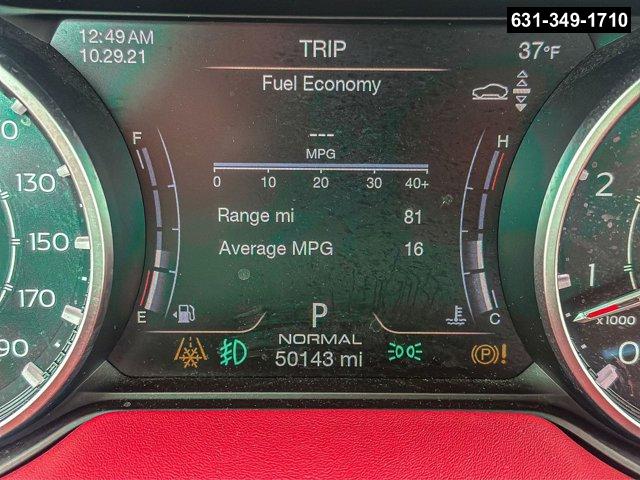 631-349-1710
12:49 AM
10.29.21
TRIP
37°F
Fuel Economy
---
MPG
0 10 20 30 40+
Range mi 81
Average MPG 16
F
E
H
C
P
NORMAL
50143 mi
(P)!
130
150
170
2
1
x1000
0